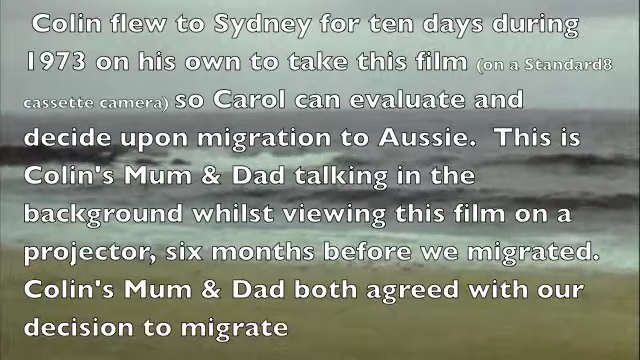 Colin flew to Sydney for ten days during
1973 on his own to take this film (on a Standard8
cassette camera) so Carol can evaluate and
decide upon migration to Aussie. This is
Colin's Mum & Dad talking in the
background whilst viewing this film on a
projector, six months before we migrated.
Colin's Mum & Dad both agreed with our
decision to migrate